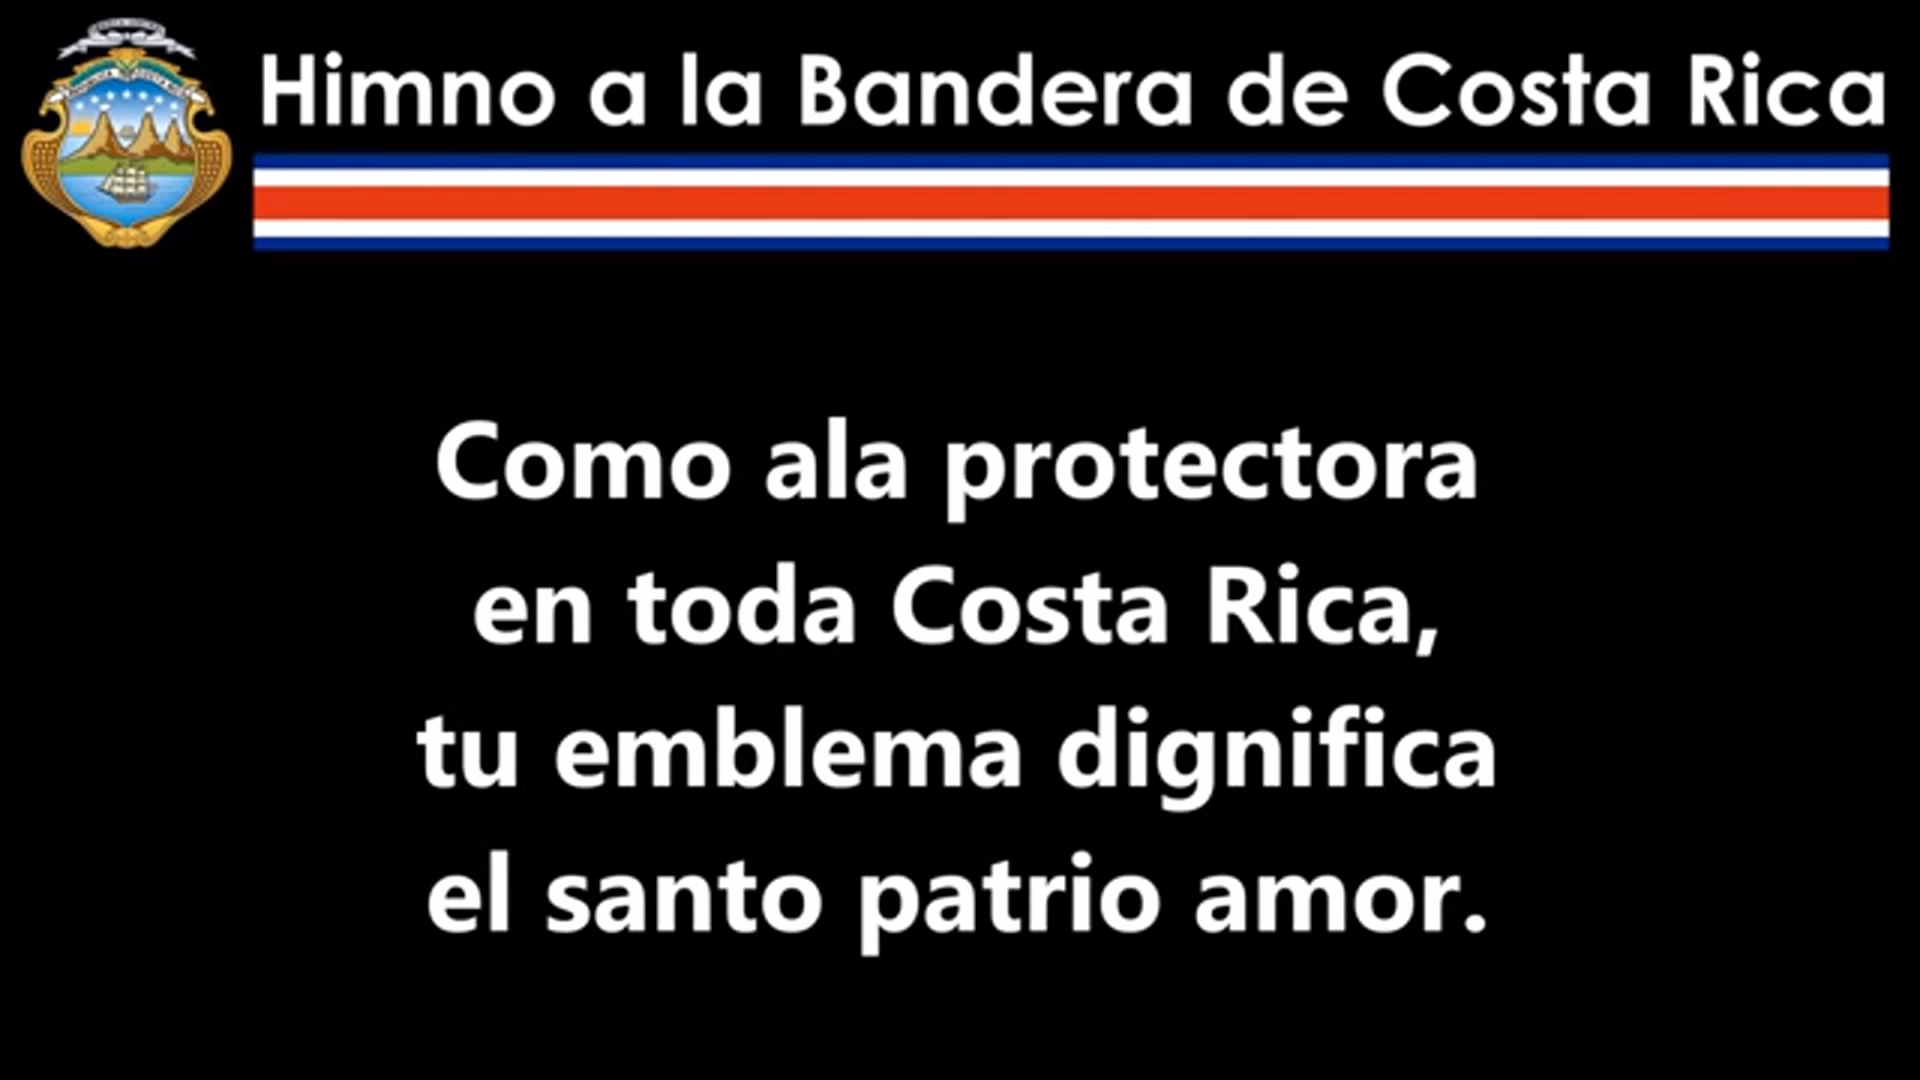 Himno a la Bandera de Costa Rica
Como ala protectora
en toda Costa Rica,
tu emblema dignifica
el santo patrio amor.